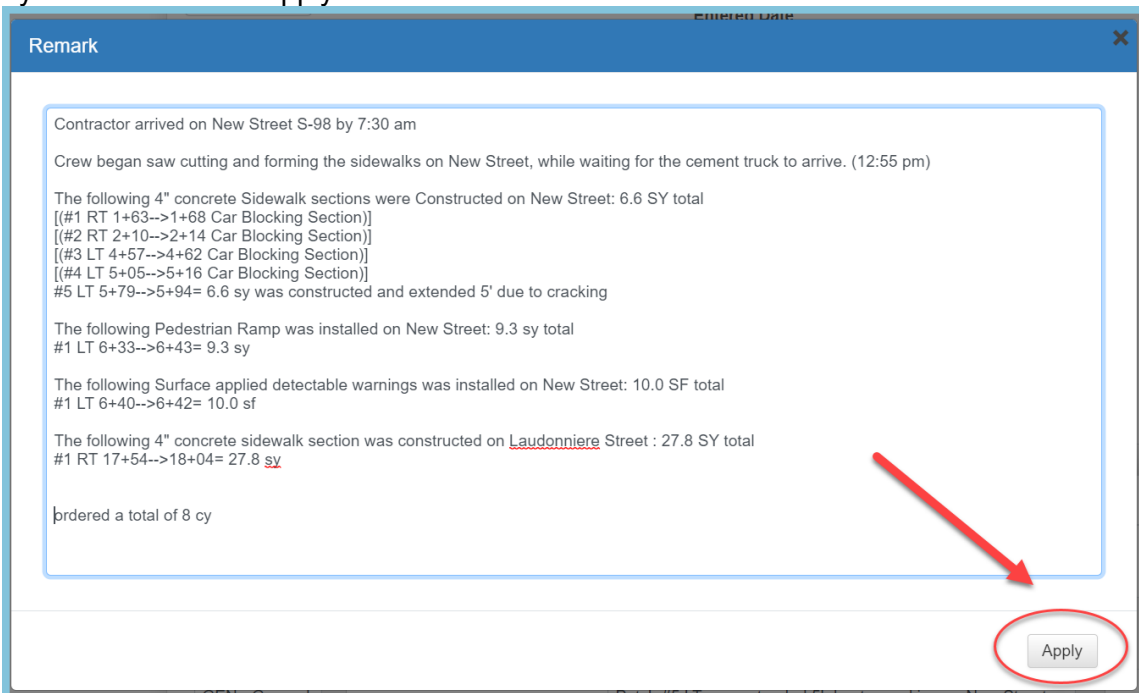 Entered Date
Remark
Contractor arrived on New Street S-98 by 7:30 am
Crew began saw cutting and forming the sidewalks on New Street, while waiting for the cement truck to arrive. (12:55 pm)
The following 4" concrete Sidewalk sections were Constructed on New Street: 6.6 SY total
[(#1 RT 1+63-->1+68 Car Blocking Section)]
[(#2 RT 2+10-->2+14 Car Blocking Section)]
[(#3 LT 4+57-->4+62 Car Blocking Section)]
[(#4 LT 5+05-->5+16 Car Blocking Section)]
#5 LT 5+79-->5+94= 6.6 sy was constructed and extended 5' due to cracking
The following Pedestrian Ramp was installed on New Street: 9.3 sy total
#1 LT 6+33-->6+43= 9.3 sy
The following Surface applied detectable warnings was installed on New Street: 10.0 SF total
#1 LT 6+40-->6+42= 10.0 sf
The following 4" concrete sidewalk section was constructed on Laudonniere Street : 27.8 SY total
#1 RT 17+54-->18+04= 27.8 sy
ordered a total of 8 cy
Apply